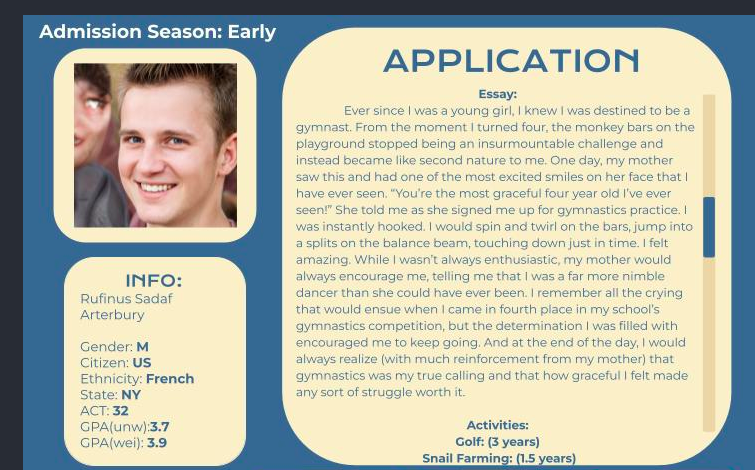 Admission Season: Early
INFO:
Rufinus Sadaf
Arterbury
Gender: M
Citizen: US
Ethnicity: French
State: NY
ACT: 32
GPA(unw):3.7
GPA(wei): 3.9
APPLICATION
Essay:
Ever since I was a young girl, I knew I was destined to be a
gymnast. From the moment I turned four, the monkey bars on the
playground stopped being an insurmountable challenge and
instead became like second nature to me. One day, my mother
saw this and had one of the most excited smiles on her face that I
have ever seen. “You’re the most graceful four year old I’ve ever
seen!” She told me as she signed me up for gymnastics practice. I
was instantly hooked. I would spin and twirl on the bars, jump into
a splits on the balance beam, touching down just in time. I felt
amazing. While I wasn’t always enthusiastic, my mother would
always encourage me, telling me that I was a far more nimble
dancer than she could have ever been. I remember all the crying
that would ensue when I came in fourth place in my school’s
gymnastics competition, but the determination I was filled with
encouraged me to keep going. And at the end of the day, I would
always realize (with much reinforcement from my mother) that
gymnastics was my true calling and that how graceful I felt made
any sort of struggle worth it.
Activities:
Golf: (3 years)
Snail Farming: (1.5 years)